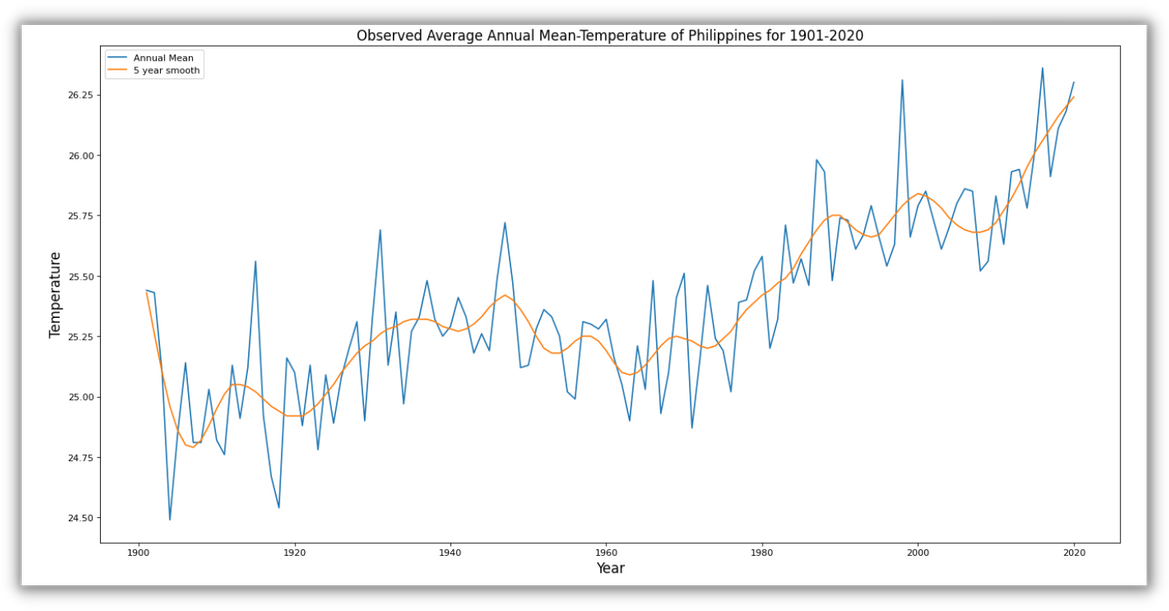 Observed Average Annual Mean-Temperature of Philippines for 1901-2020
Annual Mean
5 year smooth
Temperature
26.25
26.00
25.75
25.50
25.25
25.00
24.75
24.50
1900 1920 1940 1960 1980 2000 2020
Year